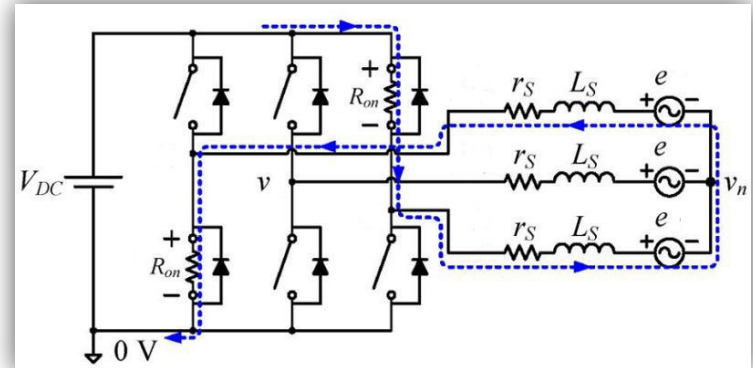 e
+ r_S L_S + −
R_on
− e
r_S L_S + −
V_DC v v_n
e
+ r_S L_S + −
R_on
−
0 V